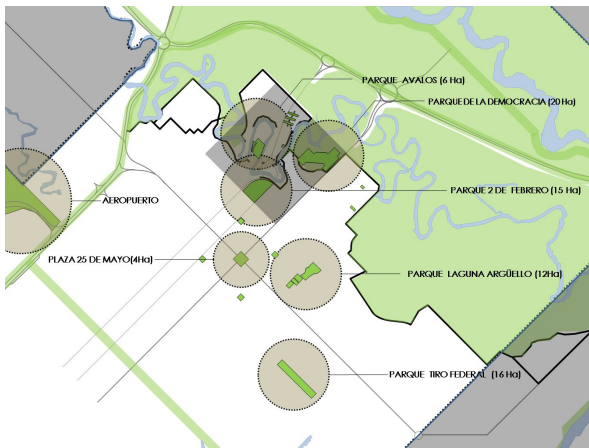 PARQUE AVALOS (6 Ha)
PARQUE DE LA DEMOCRACIA (20 Ha)
PARQUE 2 DE FEBRERO (15 Ha)
AEROPUERTO
PLAZA 25 DE MAYO(4Ha)
PARQUE LAGUNA ARGÜELLO (12Ha)
PARQUE TIRO FEDERAL (16 Ha)